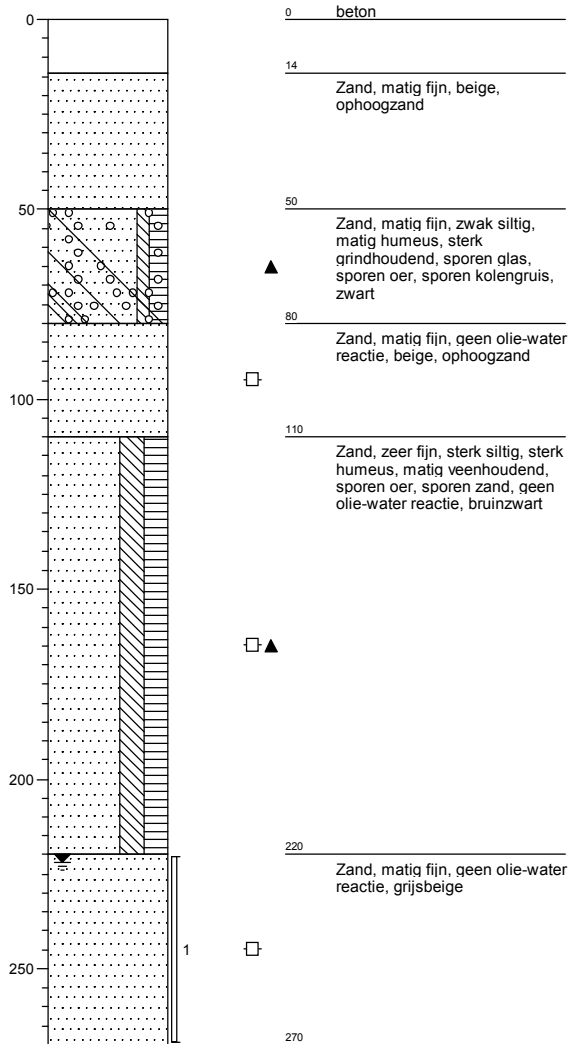 0
0
beton
14
Zand, matig fijn, beige,
ophoogzand
50
50
Zand, matig fijn, zwak siltig,
matig humeus, sterk
grindhoudend, sporen glas,
sporen oer, sporen kolengruis,
zwart
80
Zand, matig fijn, geen olie-water
reactie, beige, ophoogzand
100
110
Zand, zeer fijn, sterk siltig, sterk
humeus, matig veenhoudend,
sporen oer, sporen zand, geen
olie-water reactie, bruinzwart
150
200
220
Zand, matig fijn, geen olie-water
reactie, grijsbeige
1
250
270